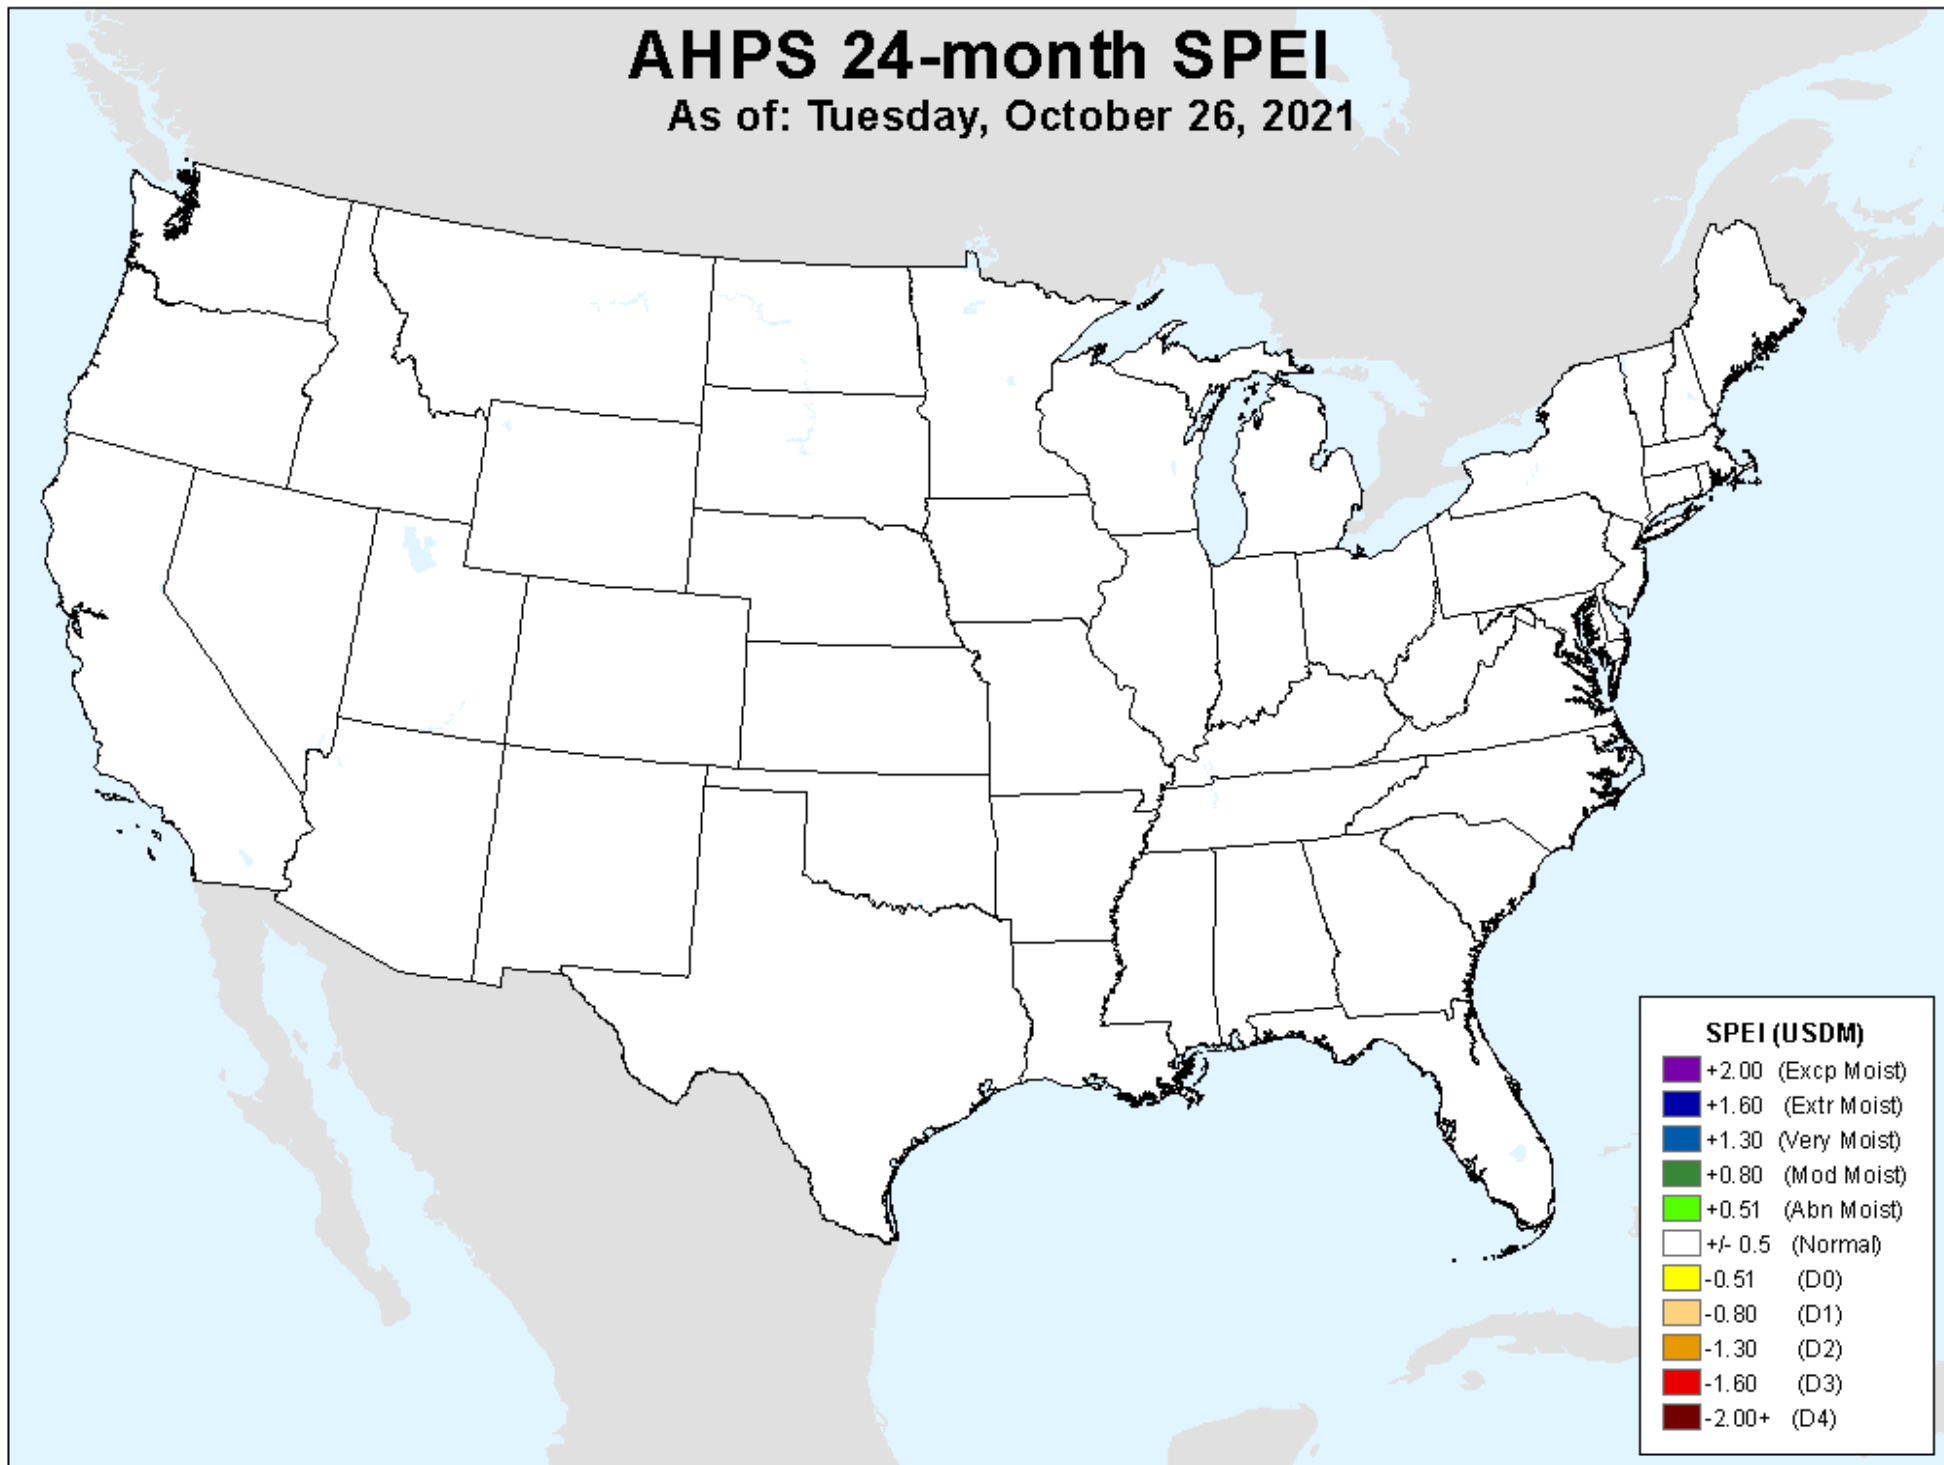 AHPS 24-month SPEI
As of: Tuesday, October 26, 2021
SPEI (USDM)
+2.00 (Excp Moist)
+1.60 (Extr Moist)
+1.30 (Very Moist)
+0.80 (Mod Moist)
+0.51 (Abn Moist)
+/- 0.5 (Normal)
-0.51 (D0)
-0.80 (D1)
-1.30 (D2)
-1.60 (D3)
-2.00+ (D4)